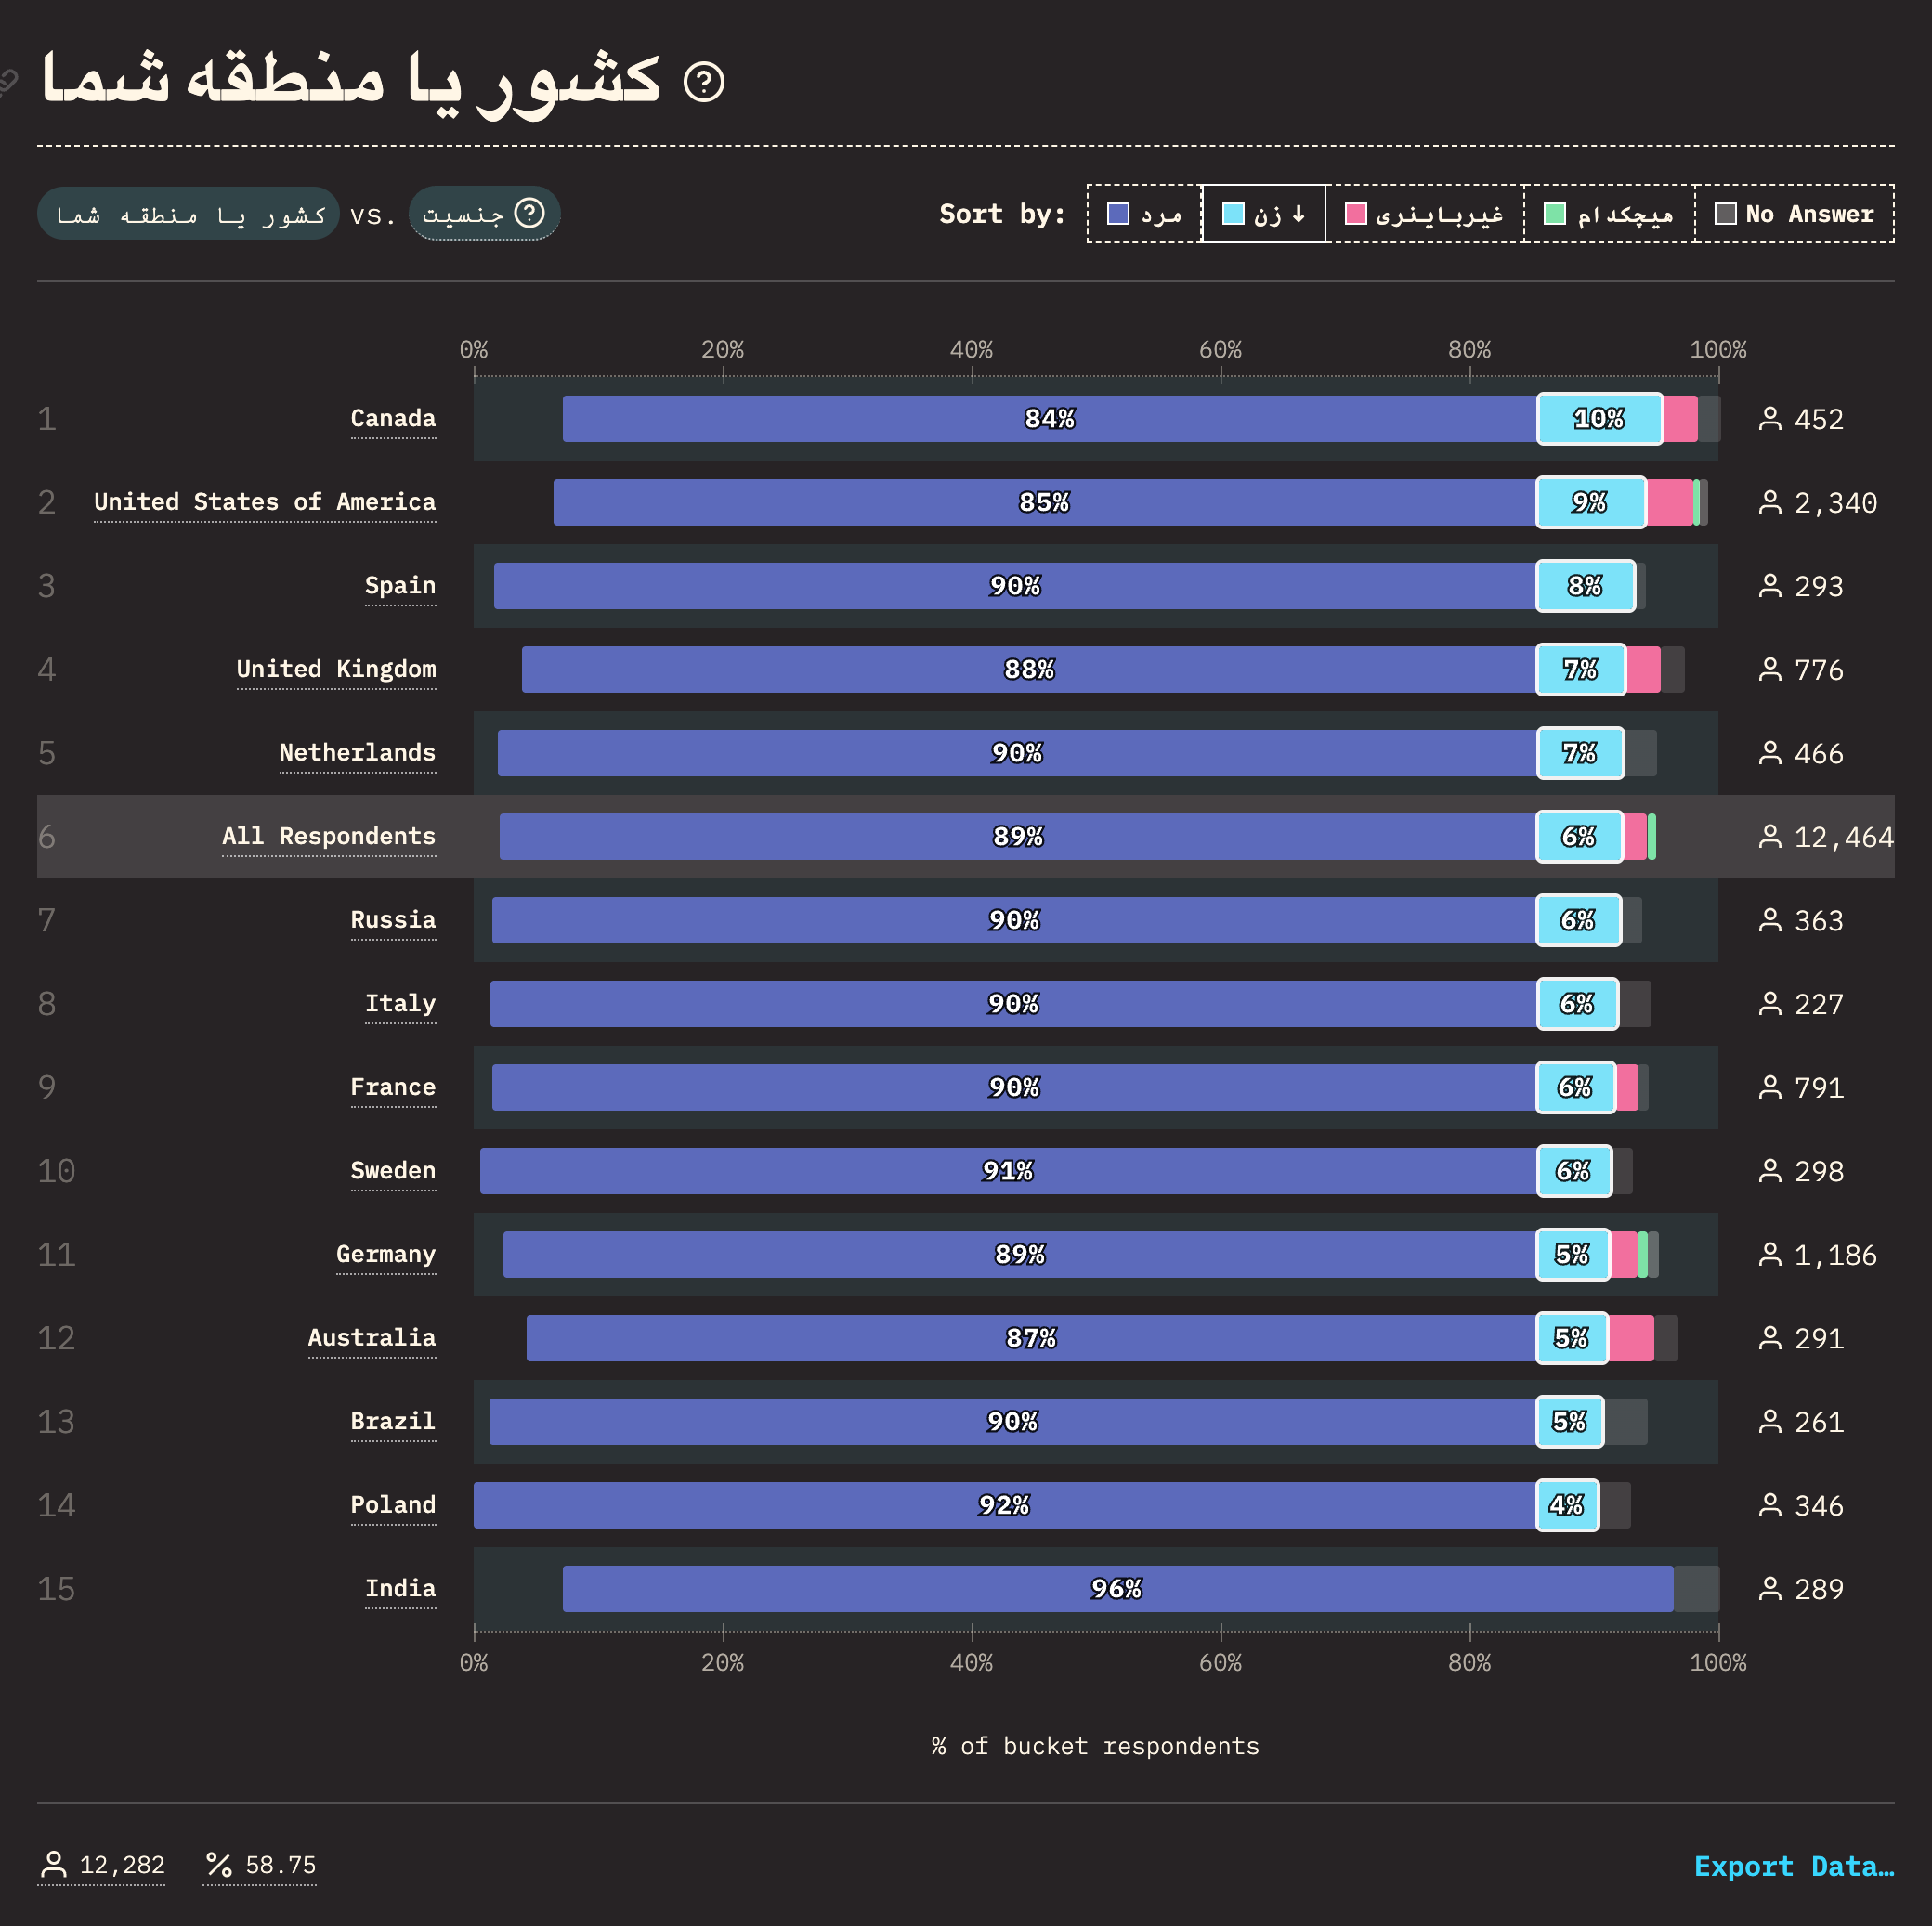 کشور یا منطقه شما
کشور یا منطقه شما vs. جنسیت
Sort by: مرد زن ↓ غیرباینری هیچکدام No Answer
0% 20% 40% 60% 80% 100%
1 Canada 84% 10% 452
2 United States of America 85% 9% 2,340
3 Spain 90% 8% 293
4 United Kingdom 88% 7% 776
5 Netherlands 90% 7% 466
6 All Respondents 89% 6% 12,464
7 Russia 90% 6% 363
8 Italy 90% 6% 227
9 France 90% 6% 791
10 Sweden 91% 6% 298
11 Germany 89% 5% 1,186
12 Australia 87% 5% 291
13 Brazil 90% 5% 261
14 Poland 92% 4% 346
15 India 96% 289
0% 20% 40% 60% 80% 100%
% of bucket respondents
12,282 % 58.75 Export Data…